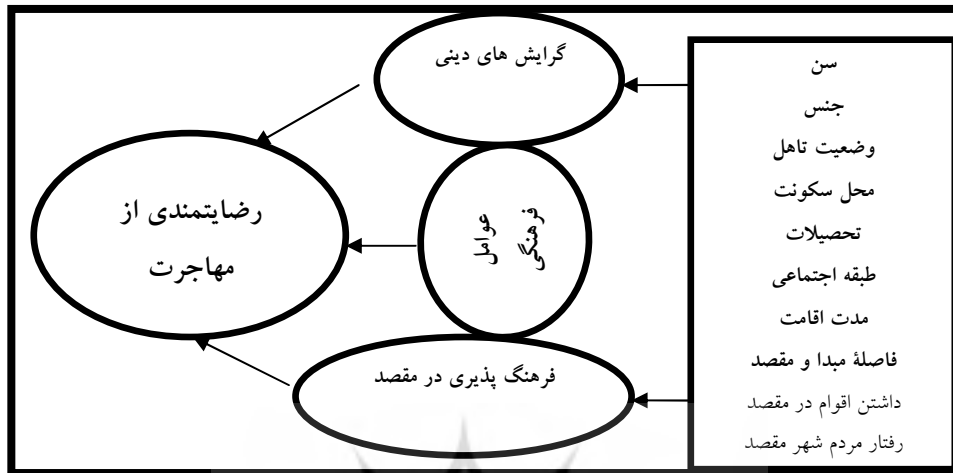 سن
جنس
وضعیت تاهل
محل سکونت
تحصیلات
طبقه اجتماعی
مدت اقامت
فاصلۀ مبدا و مقصد
داشتن اقوام در مقصد
رفتار مردم شهر مقصد
گرایش های دینی
عوامل
فرهنگی
فرهنگ پذیری در مقصد
رضایتمندی از
مهاجرت